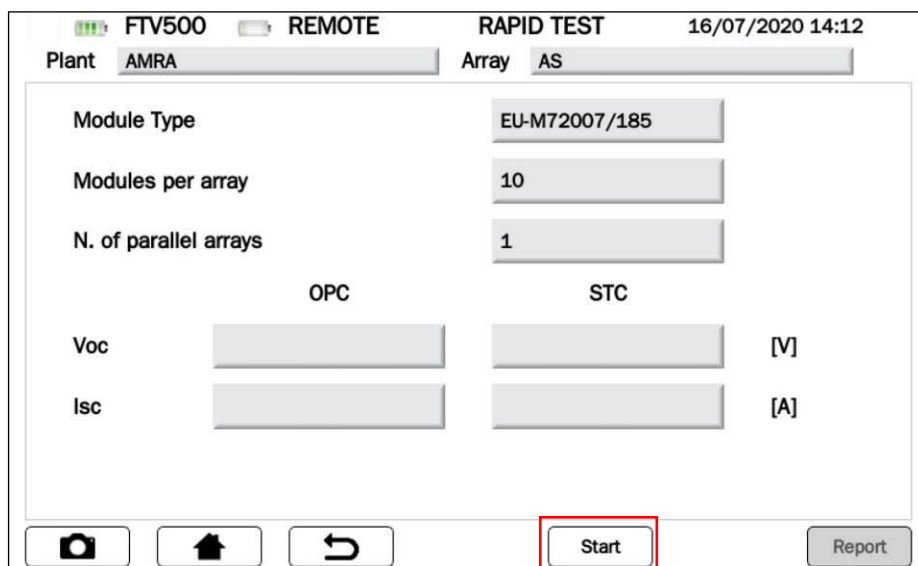 FTV500 REMOTE RAPID TEST 16/07/2020 14:12
Plant AMRA Array AS
Module Type EU-M72007/185
Modules per array 10
N. of parallel arrays 1
OPC STC
Voc [V]
Isc [A]
Start Report